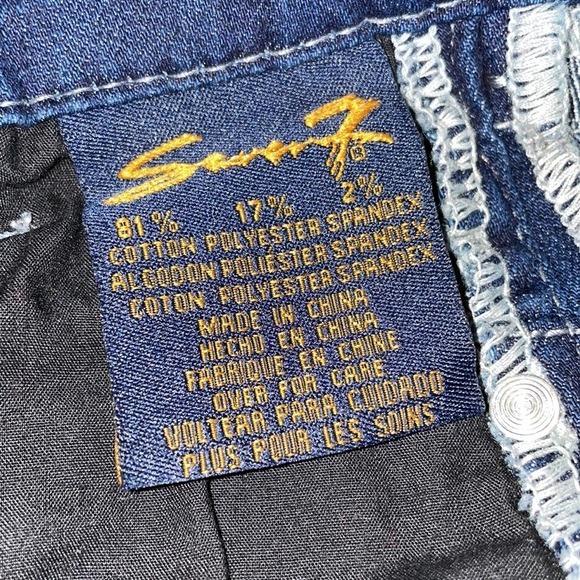 Seven7 ®
81% 17% 2%
COTTON POLYESTER SPANDEX
ALGODON POLIESTER SPANDEX
COTON POLYESTER SPANDEX
MADE IN CHINA
HECHO EN CHINA
FABRIQUE EN CHINE
OVER FOR CARE
VOLTERA PARA CUIDADO
PLUS POUR LES SOINS